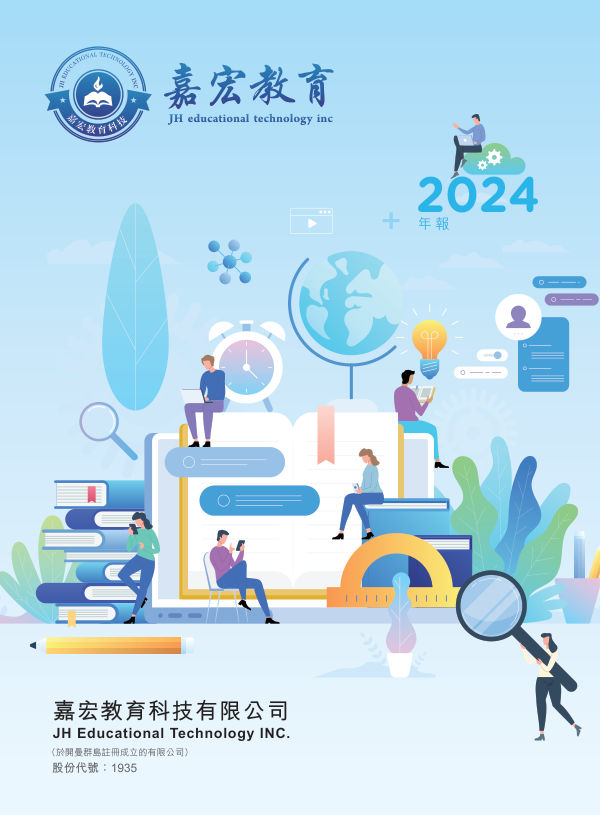 JH EDUCATIONAL TECHNOLOGY INC
嘉宏教育科技
嘉宏教育
JH educational technology inc
2024
年報
嘉宏教育科技有限公司
JH Educational Technology INC.
(於開曼群島註冊成立的有限公司)
股份代號：1935